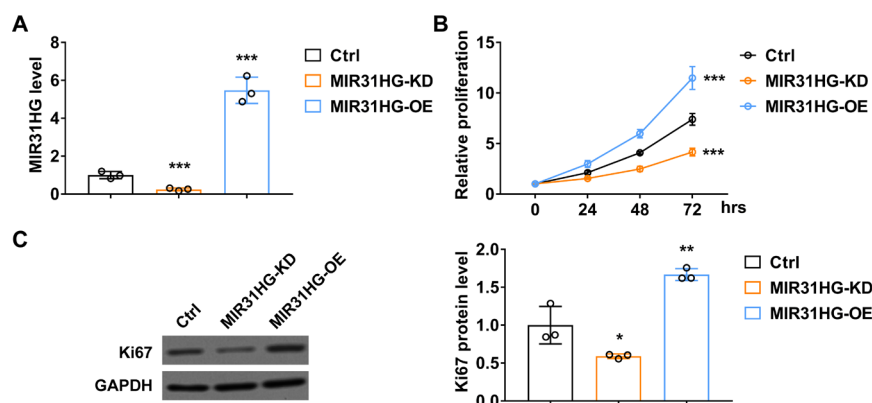 A
MIR31HG level
8
6
4
2
0
***
***
Ctrl
MIR31HG-KD
MIR31HG-OE
B
Relative proliferation
15
10
5
0
0 24 48 72 hrs
***
***
Ctrl
MIR31HG-KD
MIR31HG-OE
C
Ctrl MIR31HG-KD MIR31HG-OE
Ki67
GAPDH
Ki67 protein level
2.0
1.5
1.0
0.5
0.0
*
**
Ctrl
MIR31HG-KD
MIR31HG-OE